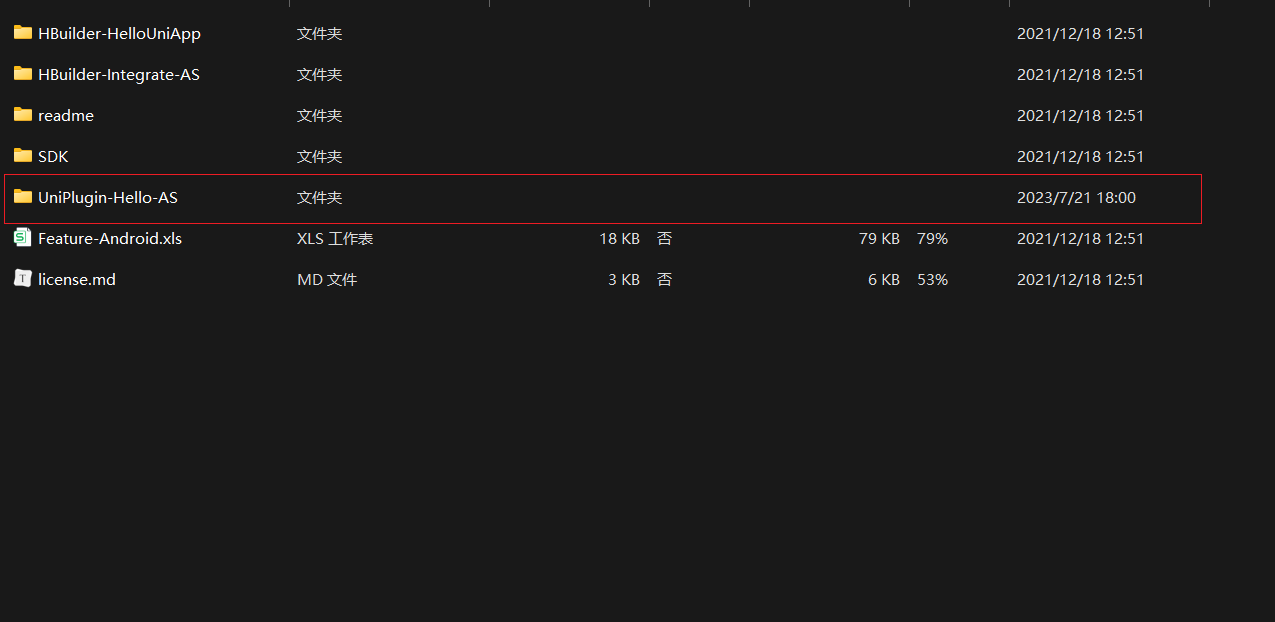 HBuilder-HelloUniApp 文件夹 2021/12/18 12:51
HBuilder-Integrate-AS 文件夹 2021/12/18 12:51
readme 文件夹 2021/12/18 12:51
SDK 文件夹 2021/12/18 12:51
UniPlugin-Hello-AS 文件夹 2023/7/21 18:00
Feature-Android.xls XLS 工作表 18 KB 否 79 KB 79% 2021/12/18 12:51
license.md MD 文件 3 KB 否 6 KB 53% 2021/12/18 12:51